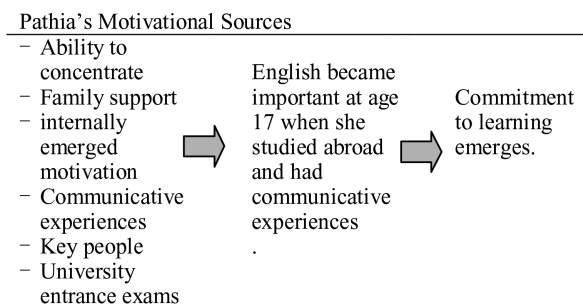 Pathia’s Motivational Sources
− Ability to
concentrate
− Family support
− internally
emerged
motivation
− Communicative
experiences
− Key people
− University
entrance exams
English became
important at age
17 when she
studied abroad
and had
communicative
experiences
.
Commitment
to learning
emerges.